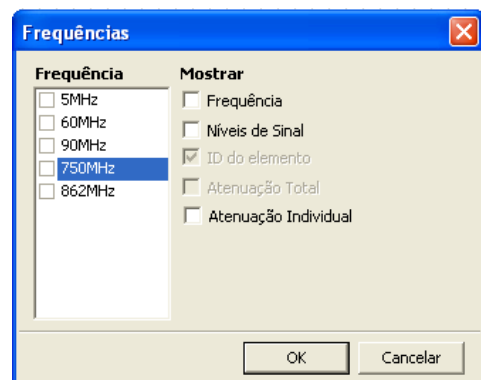 Frequências
Frequência
5MHz
60MHz
90MHz
750MHz
862MHz
Mostrar
Frequência
Níveis de Sinal
ID do elemento
Atenuação Total
Atenuação Individual
OK
Cancelar